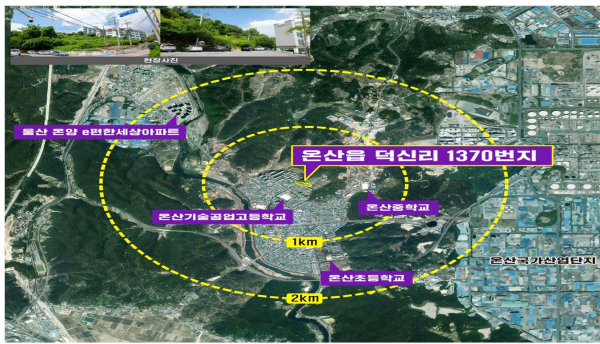 현장사진
울산 온양 e편한세상아파트
온산읍 덕신리 1370번지
온산기술공업고등학교
온산중학교
1km
온산국가산업단지
온산초등학교
2km